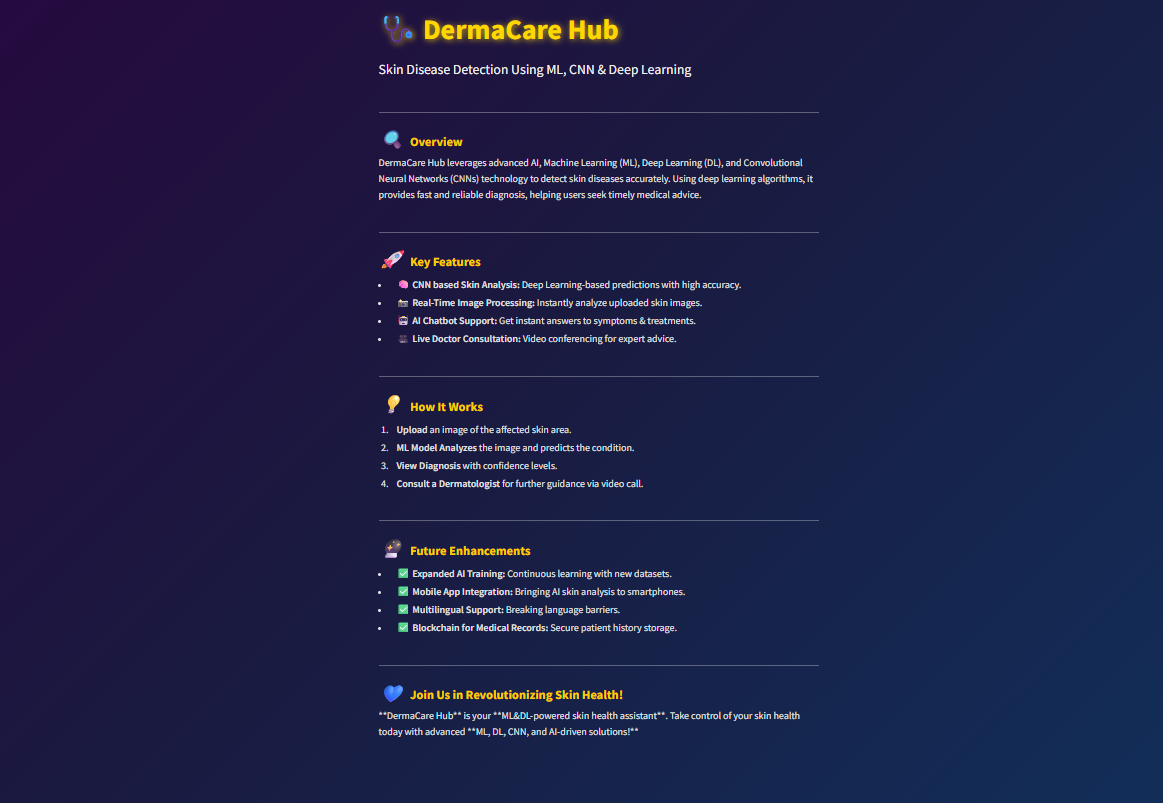 DermaCare Hub
Skin Disease Detection Using ML, CNN & Deep Learning
Overview
DermaCare Hub leverages advanced AI, Machine Learning (ML), Deep Learning (DL), and Convolutional
Neural Networks (CNNs) technology to detect skin diseases accurately. Using deep learning algorithms, it
provides fast and reliable diagnosis, helping users seek timely medical advice.
Key Features
• 🧠 CNN based Skin Analysis: Deep Learning-based predictions with high accuracy.
• 📸 Real-Time Image Processing: Instantly analyze uploaded skin images.
• 🤖 AI Chatbot Support: Get instant answers to symptoms & treatments.
• 🎥 Live Doctor Consultation: Video conferencing for expert advice.
How It Works
1. Upload an image of the affected skin area.
2. ML Model Analyzes the image and predicts the condition.
3. View Diagnosis with confidence levels.
4. Consult a Dermatologist for further guidance via video call.
Future Enhancements
• ✅ Expanded AI Training: Continuous learning with new datasets.
• ✅ Mobile App Integration: Bringing AI skin analysis to smartphones.
• ✅ Multilingual Support: Breaking language barriers.
• ✅ Blockchain for Medical Records: Secure patient history storage.
Join Us in Revolutionizing Skin Health!
**DermaCare Hub** is your **ML&DL-powered skin health assistant**. Take control of your skin health
today with advanced **ML, DL, CNN, and AI-driven solutions!**